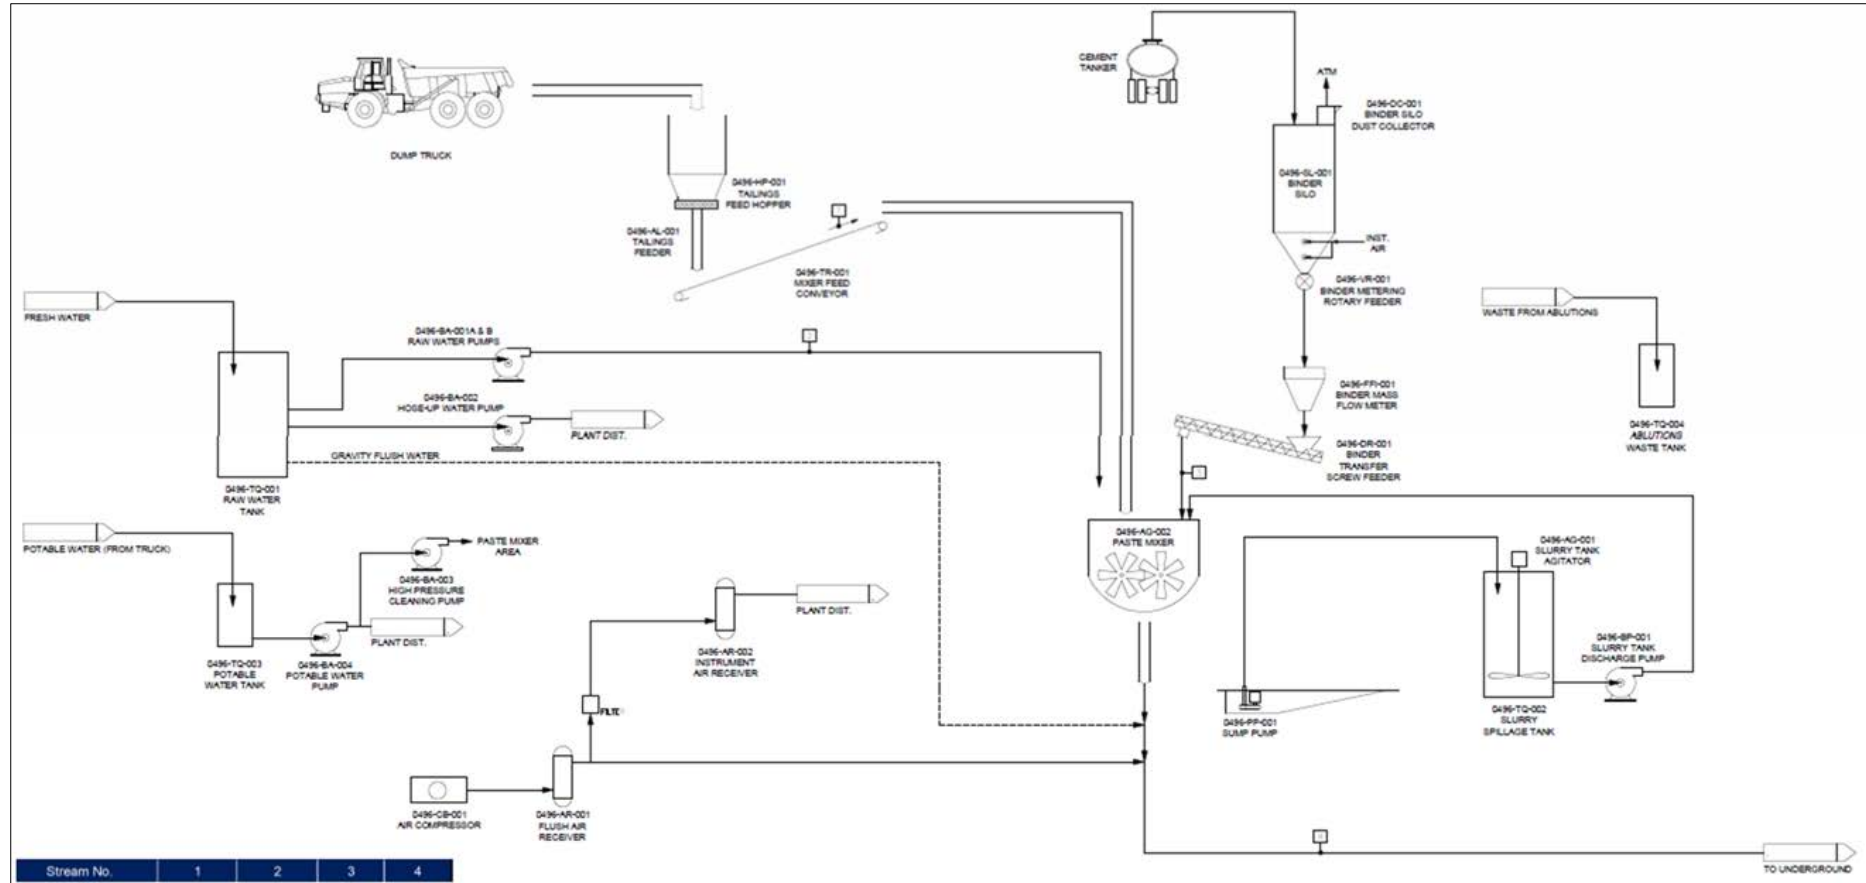 CEMENT
TANKER
ATM
0496-DC-001
BINDER SILO
DUST COLLECTOR
DUMP TRUCK
0496-HP-001
TAILINGS
FEED HOPPER
0496-SL-001
BINDER
SILO
0496-AL-001
TAILINGS
FEEDER
1
INST.
AIR
0496-TR-001
MIXER FEED
CONVEYOR
0496-VR-001
BINDER METERING
ROTARY FEEDER
FRESH WATER
WASTE FROM ABLUTIONS
0496-BA-001A & B
RAW WATER PUMPS
2
0496-BA-002
HOSE-UP WATER PUMP
PLANT DIST.
0496-FFI-001
BINDER MASS
FLOW METER
0496-TQ-004
ABLUTIONS
WASTE TANK
0496-DR-001
BINDER
TRANSFER
SCREW FEEDER
GRAVITY FLUSH WATER
0496-TQ-001
RAW WATER
TANK
0496-AG-002
PASTE MIXER
POTABLE WATER (FROM TRUCK)
PASTE MIXER
AREA
0496-AG-001
SLURRY TANK
AGITATOR
0496-BA-003
HIGH PRESSURE
CLEANING PUMP
PLANT DIST.
PLANT DIST.
0496-TQ-003
POTABLE
WATER TANK
0496-BA-004
POTABLE WATER
PUMP
0496-AR-002
INSTRUMENT
AIR RECEIVER
0496-BP-001
SLURRY TANK
DISCHARGE PUMP
0496-PP-001
SUMP PUMP
0496-TQ-002
SLURRY
SPILLAGE TANK
0496-CB-001
AIR COMPRESSOR
0496-AR-001
FLUSH AIR
RECEIVER
4
TO UNDERGROUND
Stream No. 1 2 3 4